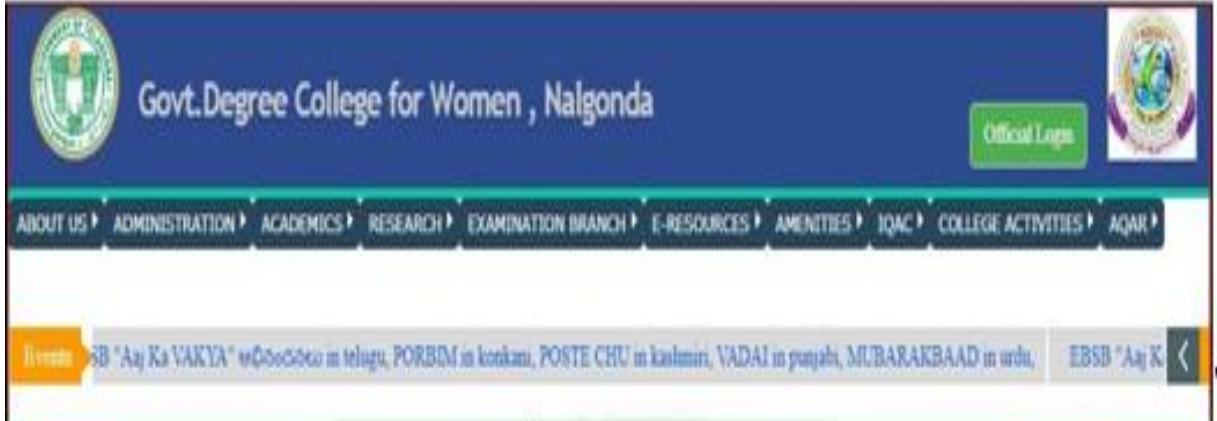 Govt.Degree College for Women , Nalgonda
Official Login
ABOUT US ADMINISTRATION ACADEMICS RESEARCH EXAMINATION BRANCH E-RESOURCES AMENITIES IQAC COLLEGE ACTIVITIES AQAR
Events SB "Aaj Ka VAKYA" in telugu, PORBIM in konkani, POSTE CHU in kashmiri, VADAI in punjabi, MUBARAKBAAD in urdu, EBSB "Aaj K